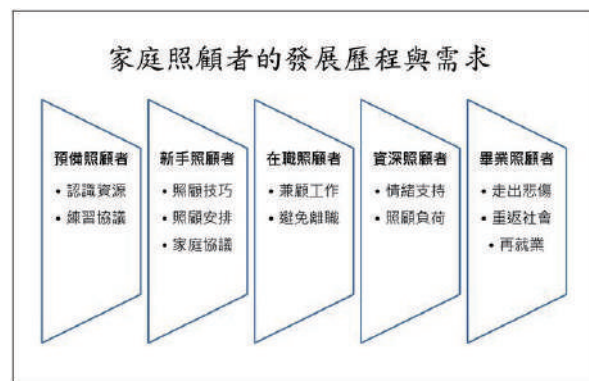 家庭照顧者的發展歷程與需求
預備照顧者
• 認識資源
• 練習協議
新手照顧者
• 照顧技巧
• 照顧安排
• 家庭協議
在職照顧者
• 兼顧工作
• 避免離職
資深照顧者
• 情緒支持
• 照顧負荷
畢業照顧者
• 走出悲傷
• 重返社會
• 再就業